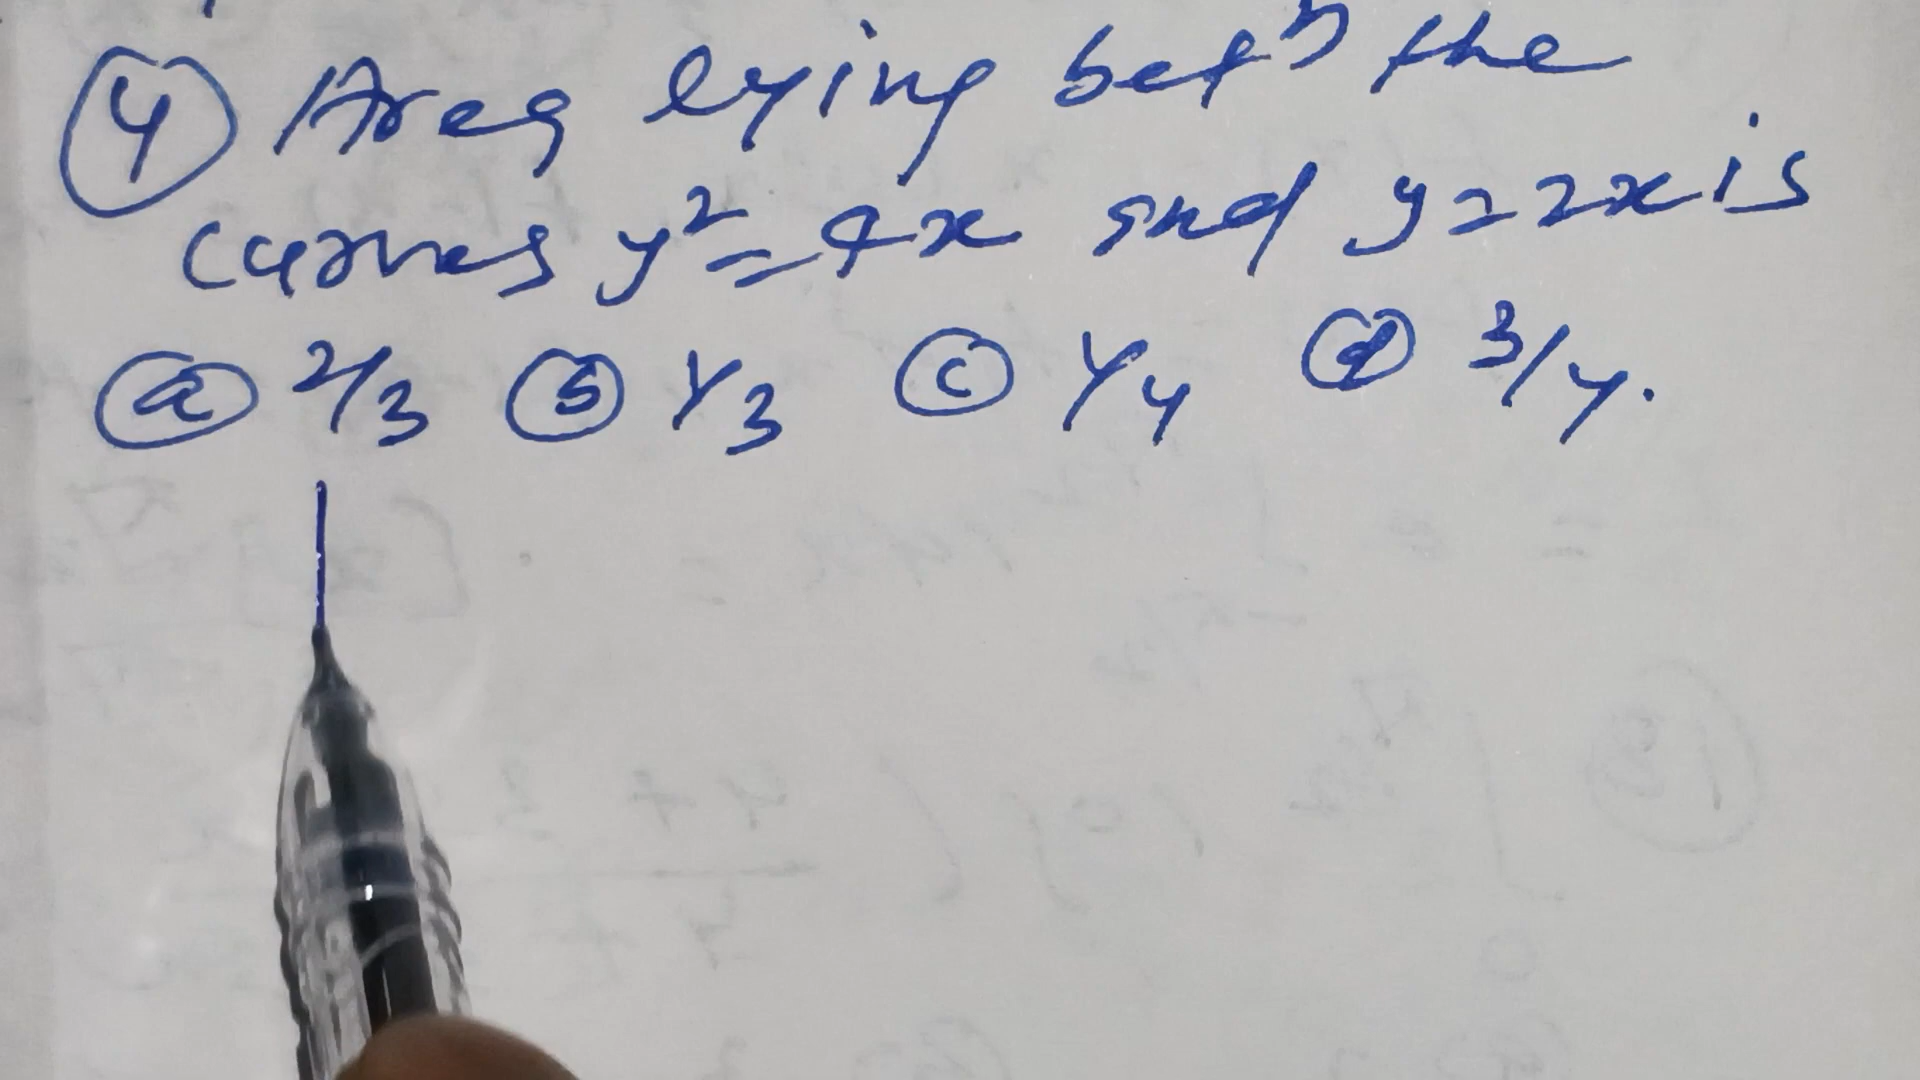 ④ Area lying betⁿ the
curves y² = 4x and y = 2x is
ⓐ 2/3 ⓑ 1/3 ⓒ 1/4 ⓓ 3/4.